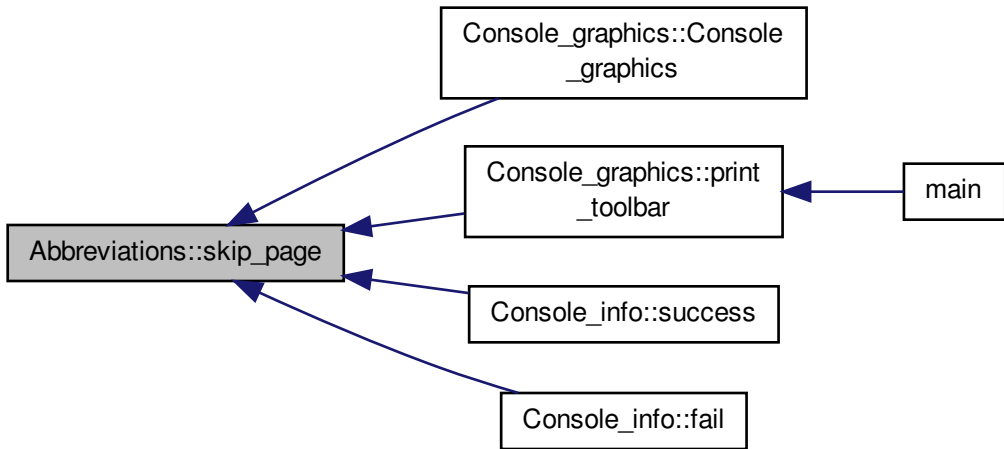 Console_graphics::Console
_graphics
Console_graphics::print
_toolbar
main
Abbreviations::skip_page
Console_info::success
Console_info::fail